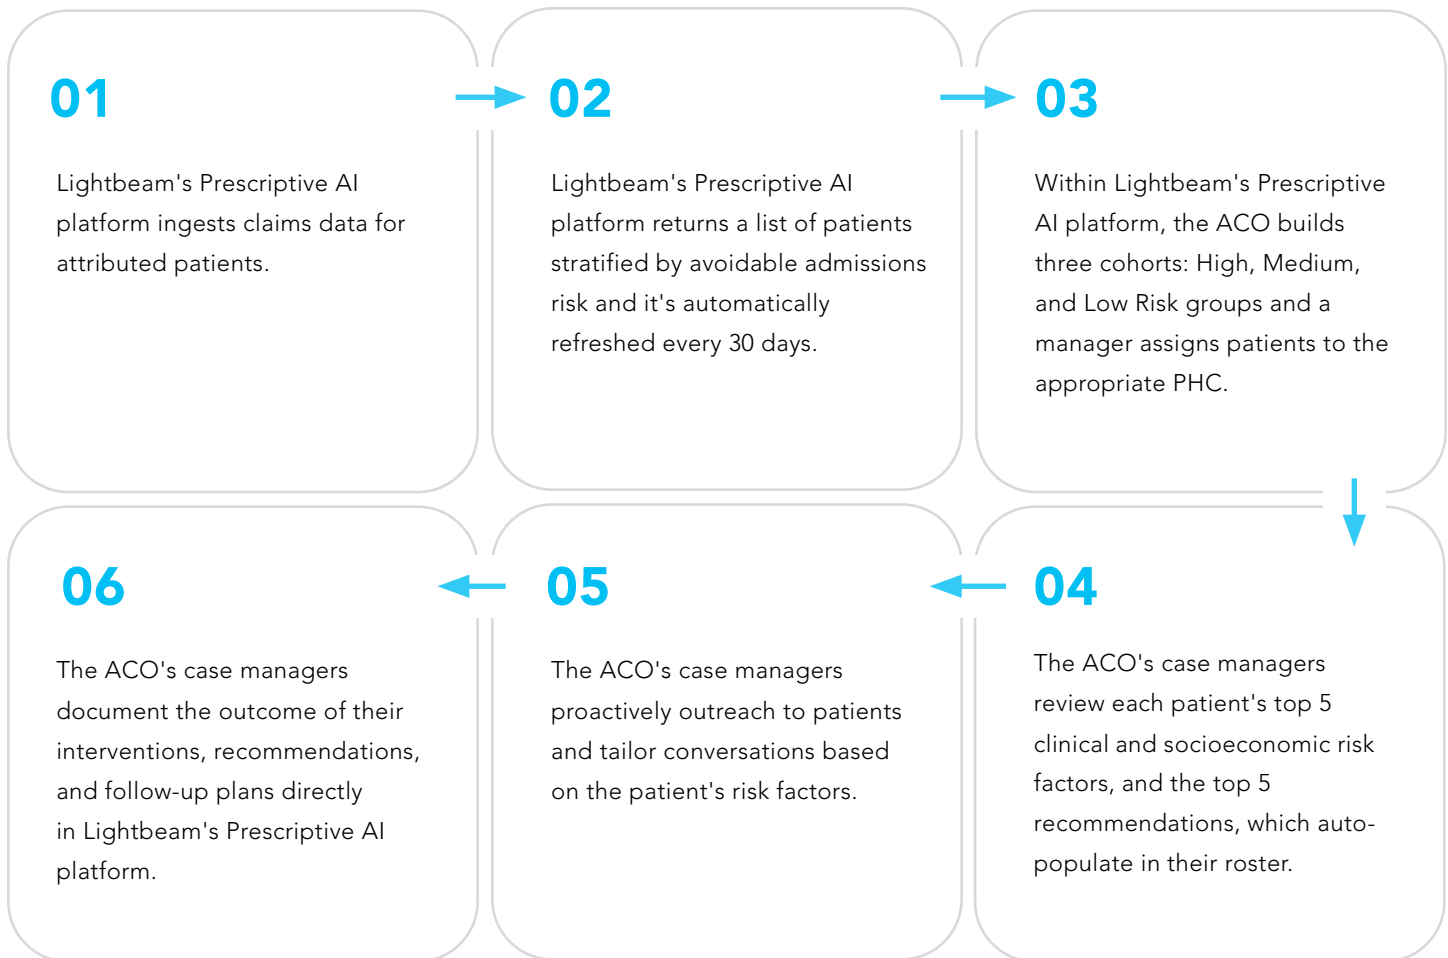 01
Lightbeam's Prescriptive AI
platform ingests claims data for
attributed patients.
02
Lightbeam's Prescriptive AI
platform returns a list of patients
stratified by avoidable admissions
risk and it's automatically
refreshed every 30 days.
03
Within Lightbeam's Prescriptive
AI platform, the ACO builds
three cohorts: High, Medium,
and Low Risk groups and a
manager assigns patients to the
appropriate PHC.
04
The ACO's case managers
review each patient's top 5
clinical and socioeconomic risk
factors, and the top 5
recommendations, which auto-
populate in their roster.
05
The ACO's case managers
proactively outreach to patients
and tailor conversations based
on the patient's risk factors.
06
The ACO's case managers
document the outcome of their
interventions, recommendations,
and follow-up plans directly
in Lightbeam's Prescriptive AI
platform.